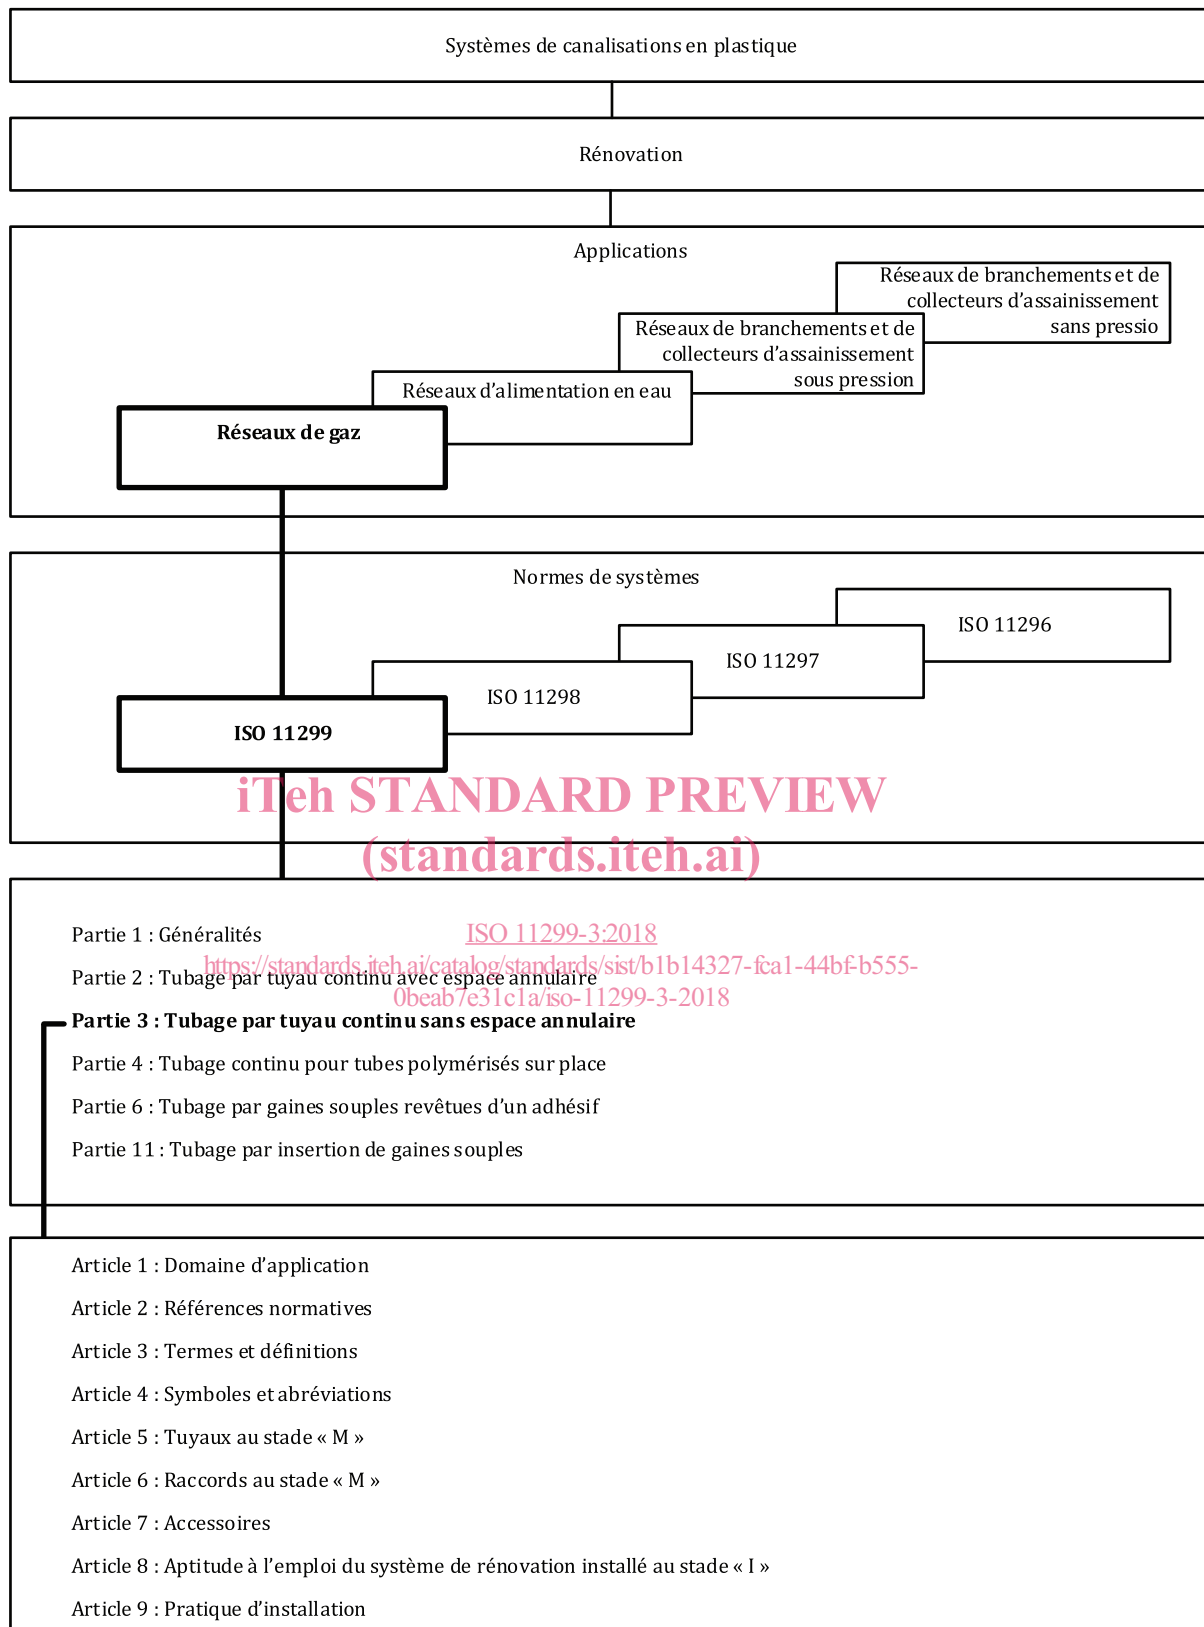 Systèmes de canalisations en plastique
Rénovation
Applications
Réseaux de branchements et de
collecteurs d’assainissement
sans pressio
Réseaux de branchements et de
collecteurs d’assainissement
sous pression
Réseaux d’alimentation en eau
Réseaux de gaz
Normes de systèmes
ISO 11296
ISO 11297
ISO 11298
ISO 11299
iTeh STANDARD PREVIEW
(standards.iteh.ai)
Partie 1 : Généralités
ISO 11299-3:2018
https://standards.iteh.ai/catalog/standards/sist/b1b14327-fca1-44bf-b555-
Partie 2 : Tubage par tuyau continu avec espace annulaire
0beab7e31c1a/iso-11299-3-2018
Partie 3 : Tubage par tuyau continu sans espace annulaire
Partie 4 : Tubage continu pour tubes polymérisés sur place
Partie 6 : Tubage par gaines souples revêtues d’un adhésif
Partie 11 : Tubage par insertion de gaines souples
Article 1 : Domaine d’application
Article 2 : Références normatives
Article 3 : Termes et définitions
Article 4 : Symboles et abréviations
Article 5 : Tuyaux au stade « M »
Article 6 : Raccords au stade « M »
Article 7 : Accessoires
Article 8 : Aptitude à l’emploi du système de rénovation installé au stade « I »
Article 9 : Pratique d’installation